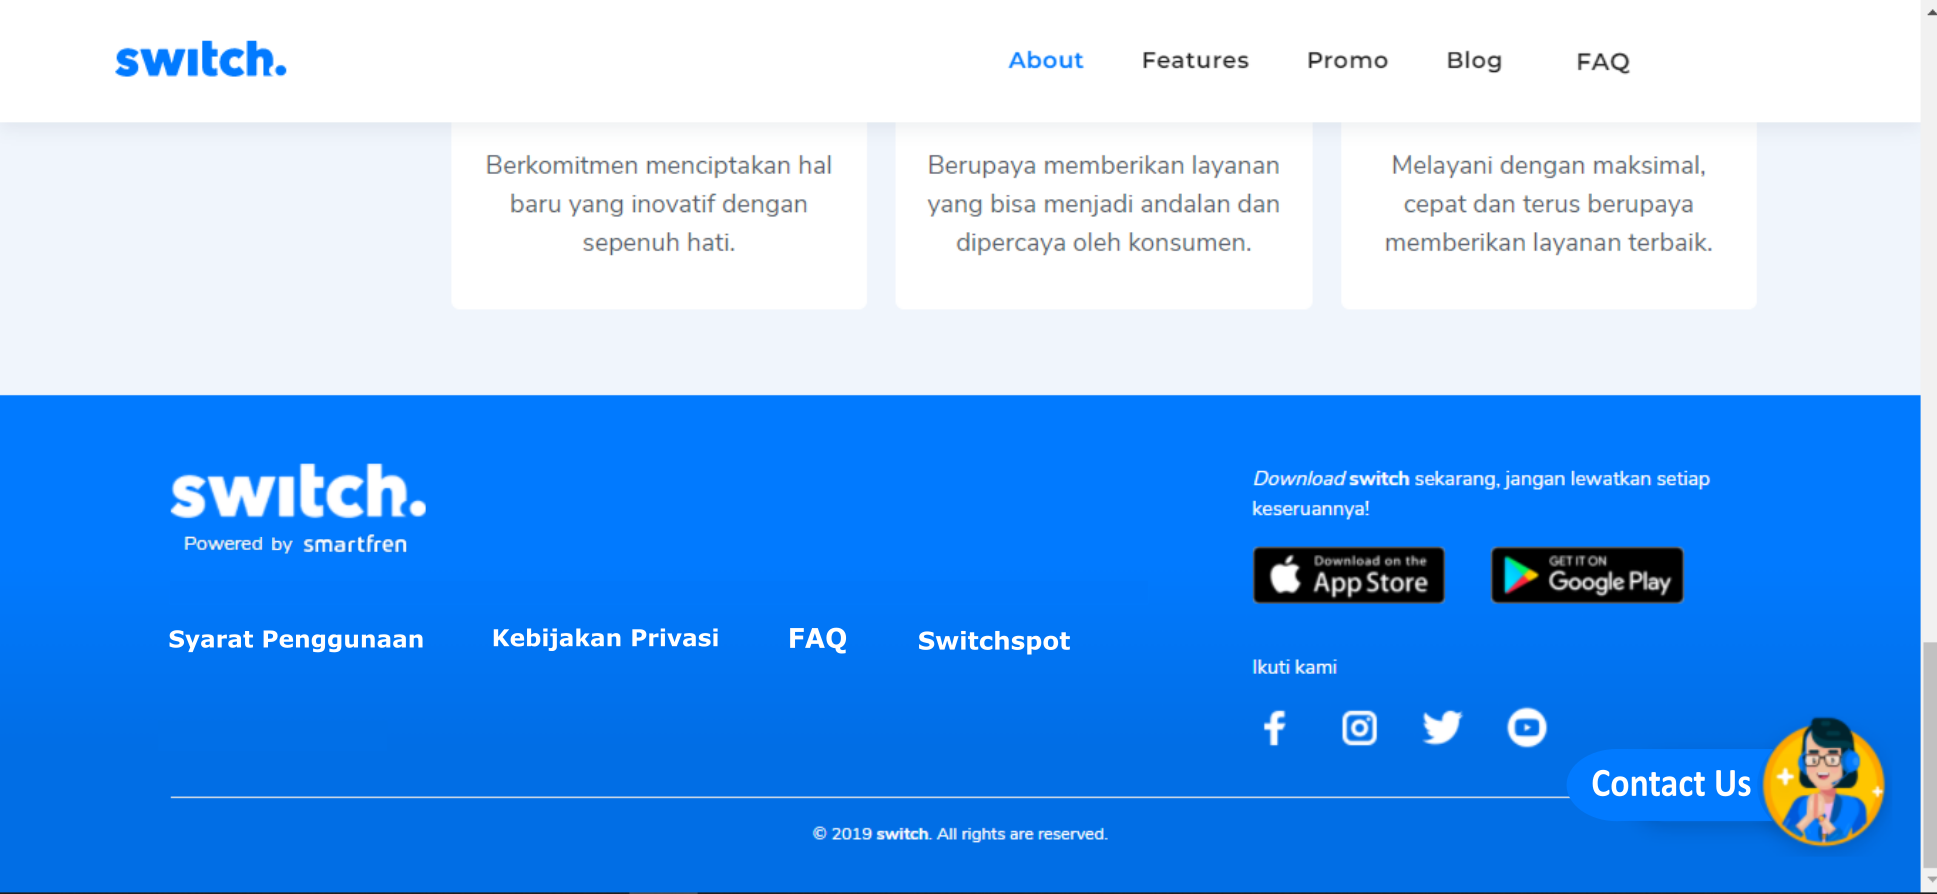 switch.
About Features Promo Blog FAQ
Berkomitmen menciptakan hal
baru yang inovatif dengan
sepenuh hati.
Berupaya memberikan layanan
yang bisa menjadi andalan dan
dipercaya oleh konsumen.
Melayani dengan maksimal,
cepat dan terus berupaya
memberikan layanan terbaik.
switch.
Powered by smartfren
Syarat Penggunaan Kebijakan Privasi FAQ Switchspot
Download switch sekarang, jangan lewatkan setiap
keseruannya!
Download on the
App Store
GET IT ON
Google Play
Ikuti kami
Contact Us
© 2019 switch. All rights are reserved.